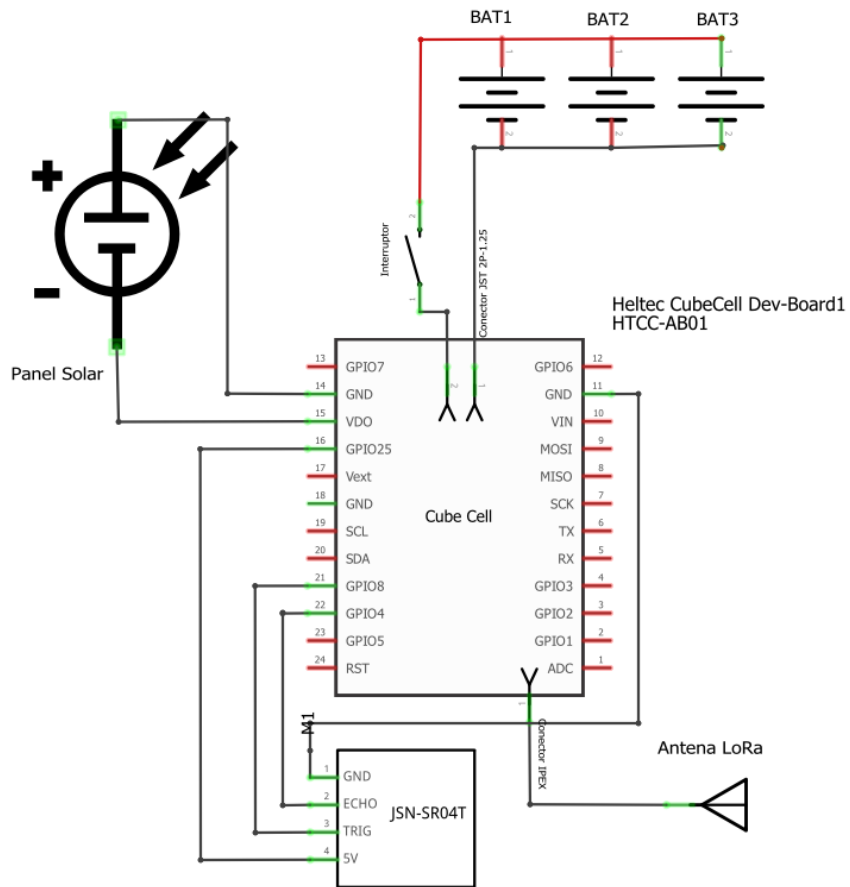 BAT1
BAT2
BAT3
1
1
1
2
2
2
+
-
Panel Solar
Interruptor
2
1
Conector JST 2P-1.25
Heltec CubeCell Dev-Board1
HTCC-AB01
2
1
Cube Cell
13 GPIO7
14 GND
15 VDO
16 GPIO25
17 Vext
18 GND
19 SCL
20 SDA
21 GPIO8
22 GPIO4
23 GPIO5
24 RST
GPIO6 12
GND 11
VIN 10
MOSI 9
MISO 8
SCK 7
TX 6
RX 5
GPIO3 4
GPIO2 3
GPIO1 2
ADC 1
1
Conector IPEX
Antena LoRa
M1
1 GND
2 ECHO
3 TRIG
4 5V
JSN-SR04T